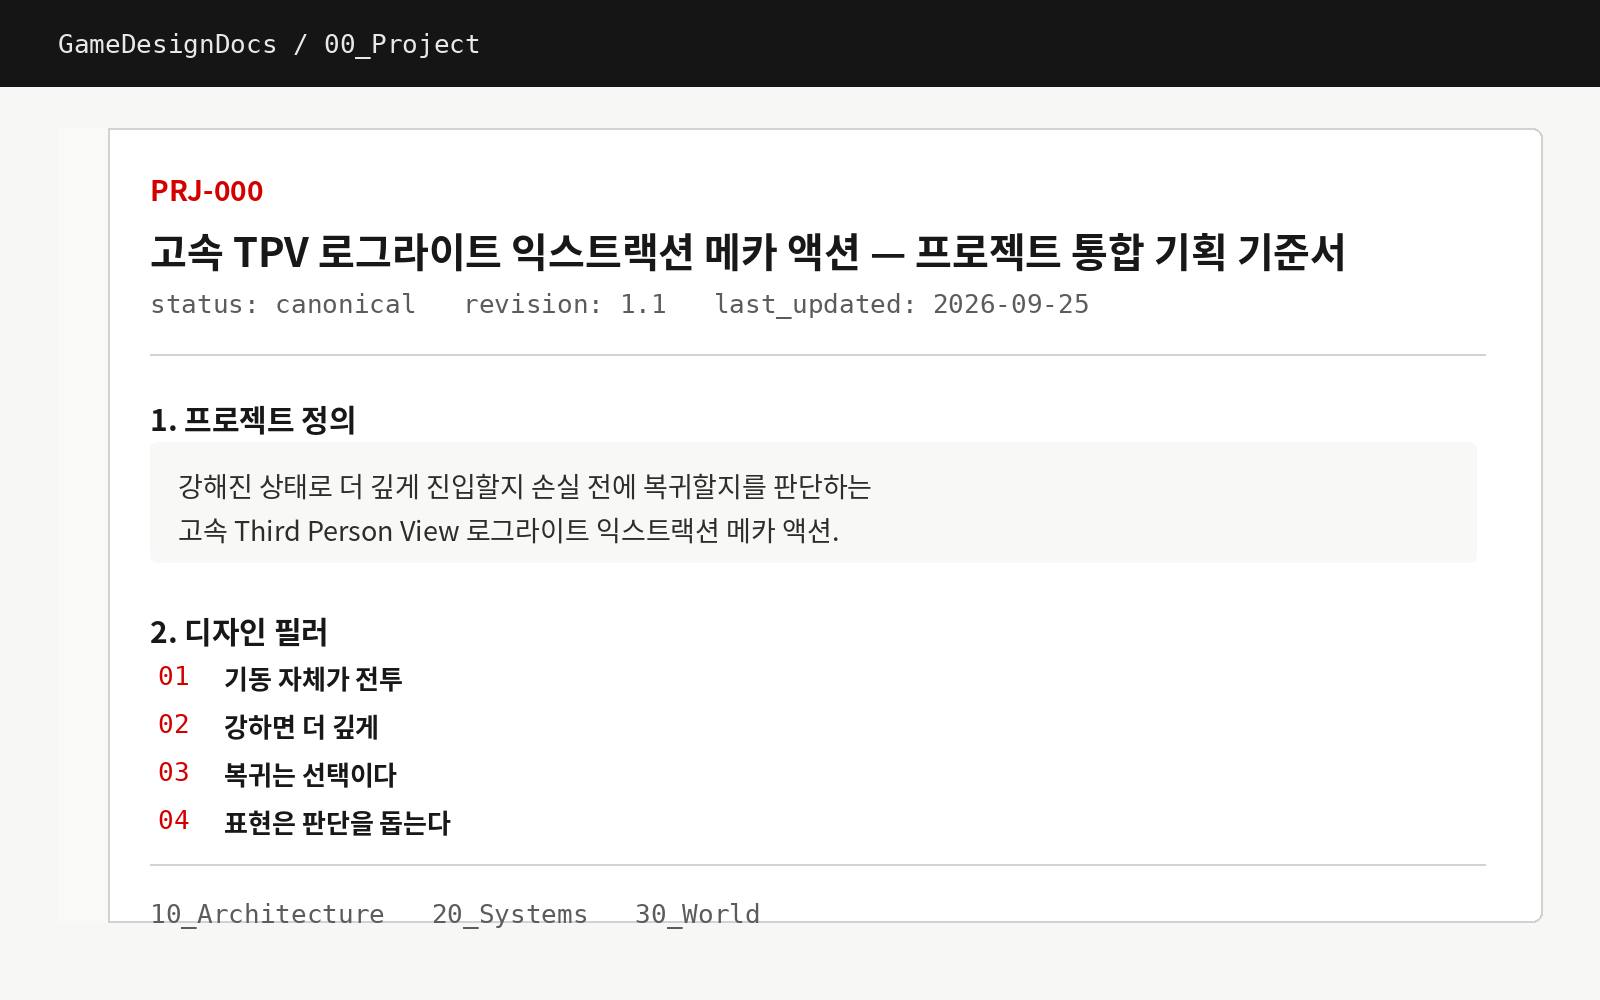 GameDesignDocs / 00_Project
PRJ-000
고속 TPV 로그라이트 익스트랙션 메카 액션 — 프로젝트 통합 기획 기준서
status: canonical   revision: 1.1   last_updated: 2026-09-25
1. 프로젝트 정의
강해진 상태로 더 깊게 진입할지 손실 전에 복귀할지를 판단하는
고속 Third Person View 로그라이트 익스트랙션 메카 액션.
2. 디자인 필러
01 기동 자체가 전투
02 강하면 더 깊게
03 복귀는 선택이다
04 표현은 판단을 돕는다
10_Architecture   20_Systems   30_World